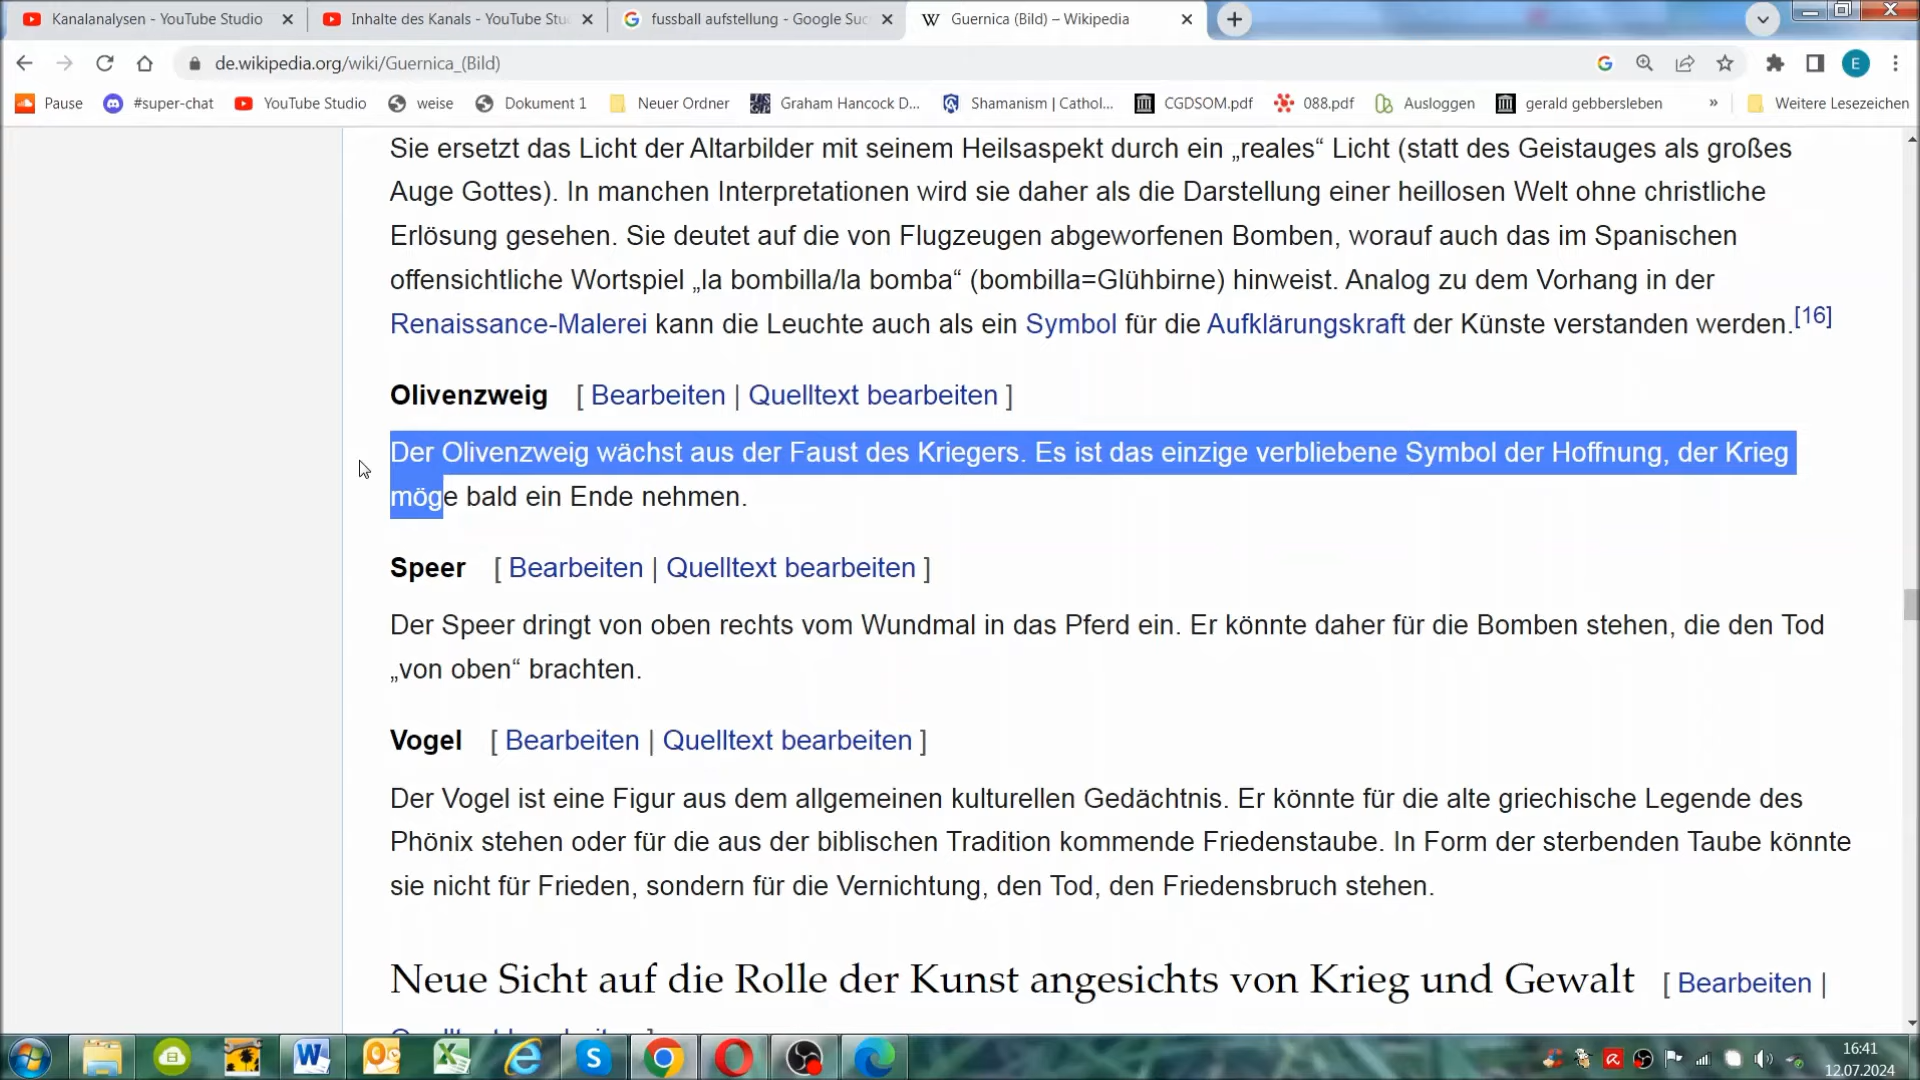 Kanalanalysen - YouTube Studio
Inhalte des Kanals - YouTube Stu
fussball aufstellung - Google Suc
Guernica (Bild) – Wikipedia
de.wikipedia.org/wiki/Guernica_(Bild)
E
Pause
#super-chat
YouTube Studio
weise
Dokument 1
Neuer Ordner
Graham Hancock D...
Shamanism | Cathol...
CGDSOM.pdf
088.pdf
Ausloggen
gerald gebbersleben
»
Weitere Lesezeichen
Sie ersetzt das Licht der Altarbilder mit seinem Heilsaspekt durch ein „reales“ Licht (statt des Geistauges als großes
Auge Gottes). In manchen Interpretationen wird sie daher als die Darstellung einer heillosen Welt ohne christliche
Erlösung gesehen. Sie deutet auf die von Flugzeugen abgeworfenen Bomben, worauf auch das im Spanischen
offensichtliche Wortspiel „la bombilla/la bomba“ (bombilla=Glühbirne) hinweist. Analog zu dem Vorhang in der
Renaissance-Malerei kann die Leuchte auch als ein Symbol für die Aufklärungskraft der Künste verstanden werden.[16]
Olivenzweig [ Bearbeiten | Quelltext bearbeiten ]
Der Olivenzweig wächst aus der Faust des Kriegers. Es ist das einzige verbliebene Symbol der Hoffnung, der Krieg
möge bald ein Ende nehmen.
Speer [ Bearbeiten | Quelltext bearbeiten ]
Der Speer dringt von oben rechts vom Wundmal in das Pferd ein. Er könnte daher für die Bomben stehen, die den Tod
„von oben“ brachten.
Vogel [ Bearbeiten | Quelltext bearbeiten ]
Der Vogel ist eine Figur aus dem allgemeinen kulturellen Gedächtnis. Er könnte für die alte griechische Legende des
Phönix stehen oder für die aus der biblischen Tradition kommende Friedenstaube. In Form der sterbenden Taube könnte
sie nicht für Frieden, sondern für die Vernichtung, den Tod, den Friedensbruch stehen.
Neue Sicht auf die Rolle der Kunst angesichts von Krieg und Gewalt [ Bearbeiten |
16:41
12.07.2024